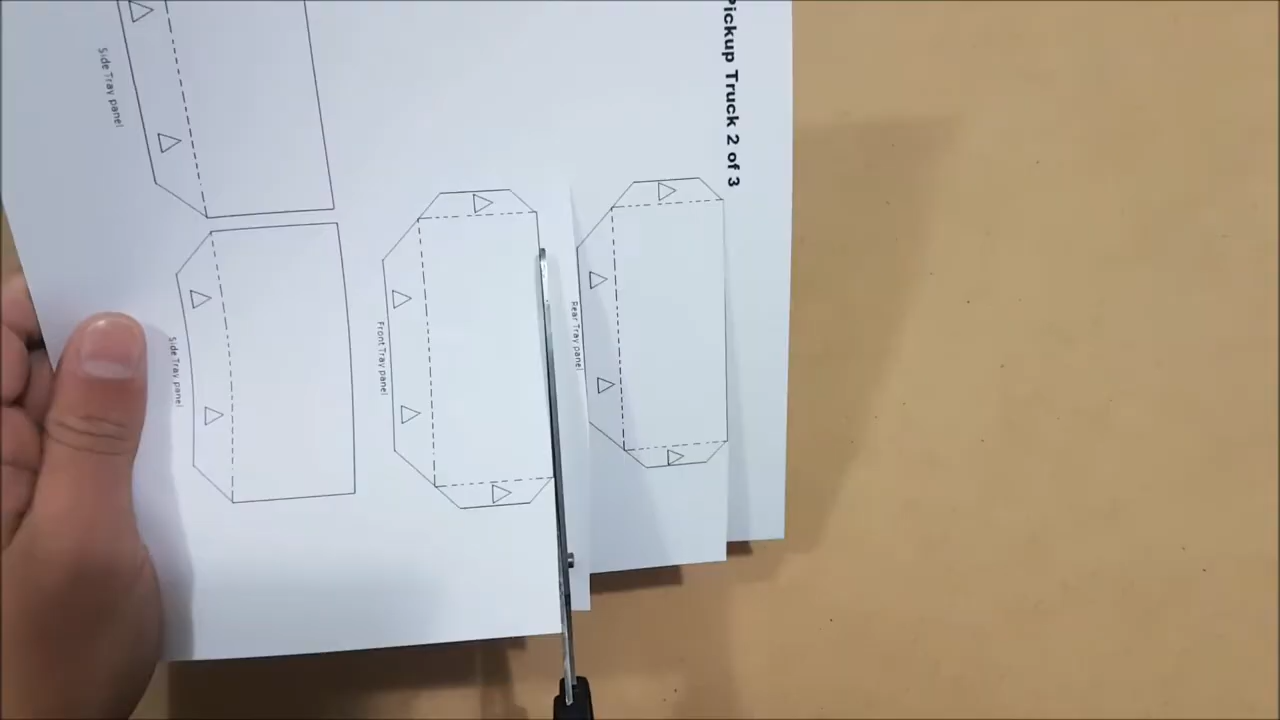 Pickup Truck 2 of 3
Rear Tray panel
Front Tray panel
Side Tray panel
Side Tray panel